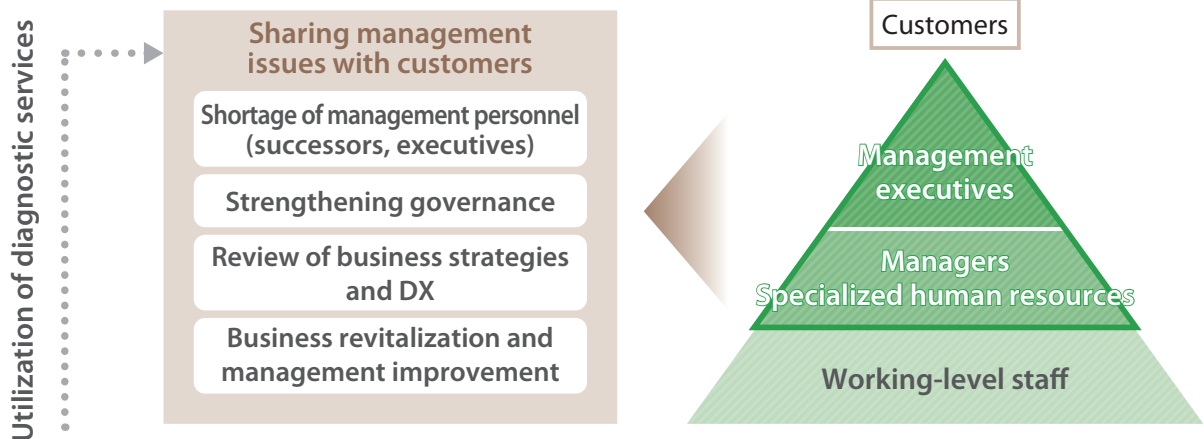 Utilization of diagnostic services
Sharing management
issues with customers
Shortage of management personnel
(successors, executives)
Strengthening governance
Review of business strategies
and DX
Business revitalization and
management improvement
Customers
Management
executives
Managers
Specialized human resources
Working-level staff